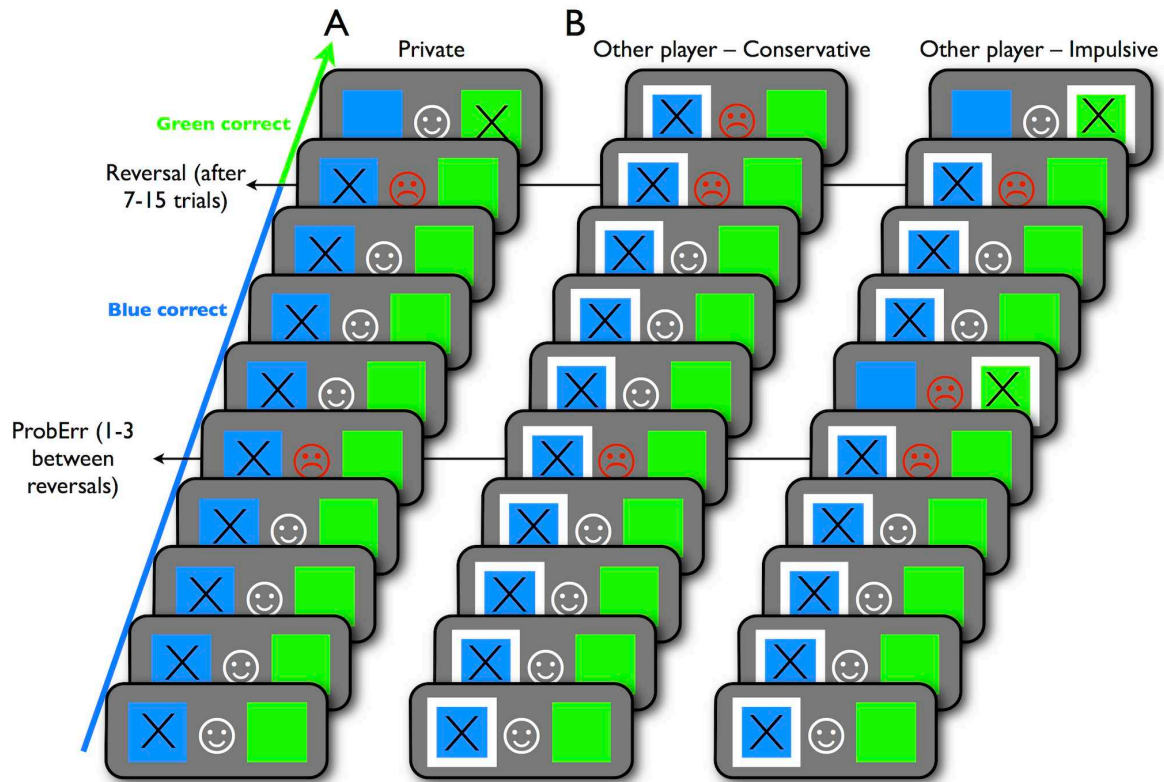 A
B
Private
Other player – Conservative
Other player – Impulsive
Green correct
Reversal (after
7-15 trials)
Blue correct
ProbErr (1-3
between
reversals)